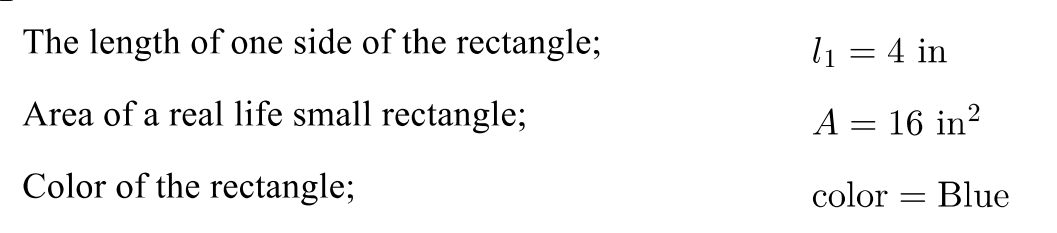 The length of one side of the rectangle; l₁ = 4 in
Area of a real life small rectangle; A = 16 in²
Color of the rectangle; color = Blue